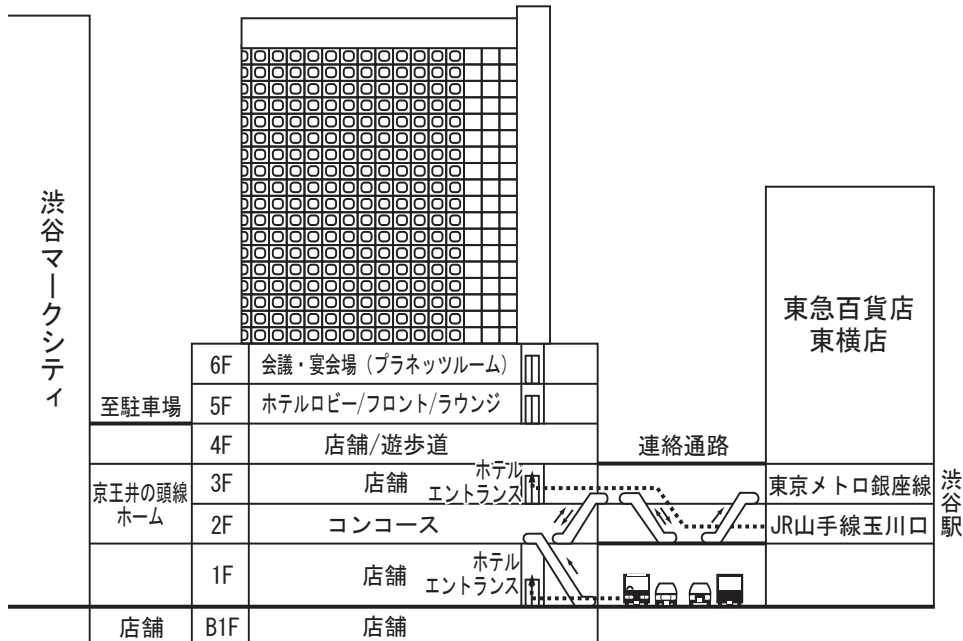 渋谷マークシティ
東急百貨店
東横店
6F 会議・宴会場(プラネッツルーム)
至駐車場 5F ホテルロビー/フロント/ラウンジ
4F 店舗/遊歩道 連絡通路
京王井の頭線
ホーム
3F 店舗 ホテル
エントランス
東京メトロ銀座線
2F コンコース JR山手線玉川口
渋谷駅
1F 店舗 ホテル
エントランス
店舗 B1F 店舗